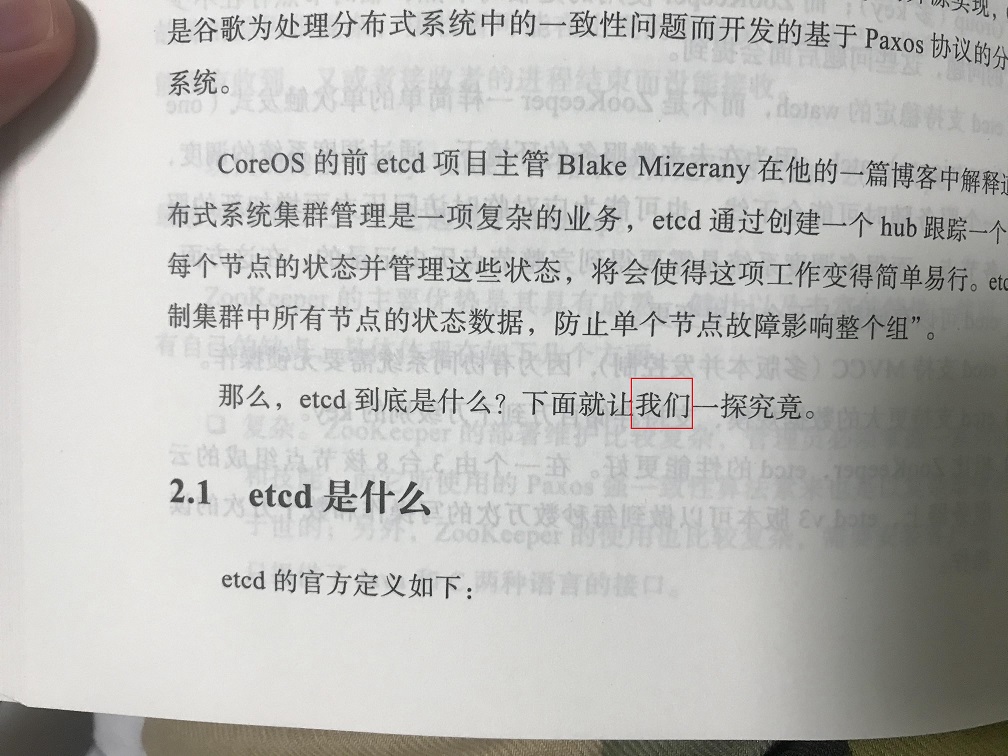 是谷歌为处理分布式系统中的一致性问题而开发的基于 Paxos 协议的分
系统。
CoreOS 的前 etcd 项目主管 Blake Mizerany 在他的一篇博客中解释
布式系统集群管理是一项复杂的业务，etcd 通过创建一个 hub 跟踪一个
每个节点的状态并管理这些状态，将会使得这项工作变得简单易行。etc
制集群中所有节点的状态数据，防止单个节点故障影响整个组”。
那么，etcd 到底是什么？下面就让我们一探究竟。
2.1 etcd 是什么
etcd 的官方定义如下：